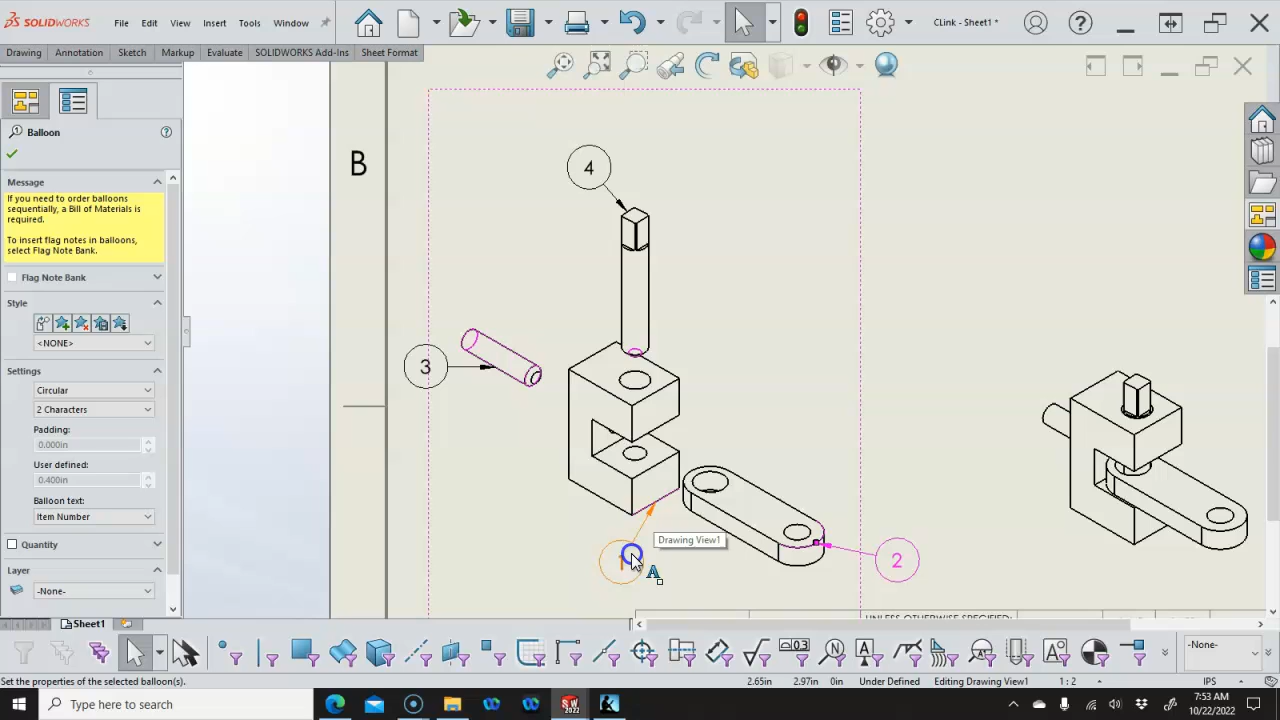 SOLIDWORKS
File
Edit
View
Insert
Tools
Window
CLink - Sheet1 *
Drawing
Annotation
Sketch
Markup
Evaluate
SOLIDWORKS Add-Ins
Sheet Format
Balloon
Message
If you need to order balloons
sequentially, a Bill of Materials is
required.
To insert flag notes in balloons,
select Flag Note Bank.
Flag Note Bank
Style
<NONE>
Settings
Circular
2 Characters
Padding:
0.000in
User defined:
0.400in
Balloon text:
Item Number
Quantity
Layer
-None-
B
4
3
1
Drawing View1
2
UNLESS OTHERWISE SPECIFIED:
Sheet1
-None-
Set the properties of the selected balloon(s).
2.65in
2.97in
0in
Under Defined
Editing Drawing View1
1 : 2
IPS
Type here to search
7:53 AM
10/22/2022